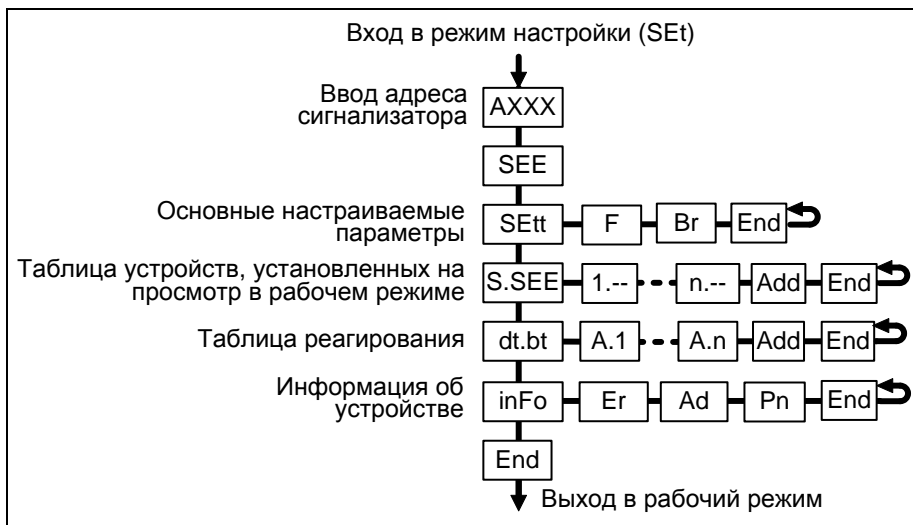 Вход в режим настройки (SEt)
Ввод адреса
сигнализатора
AXXX
SEE
Основные настраиваемые
параметры
SEtt F Br End
Таблица устройств, установленных на
просмотр в рабочем режиме
S.SEE 1.-- n.-- Add End
Таблица реагирования
dt.bt A.1 A.n Add End
Информация об
устройстве
inFo Er Ad Pn End
End
Выход в рабочий режим